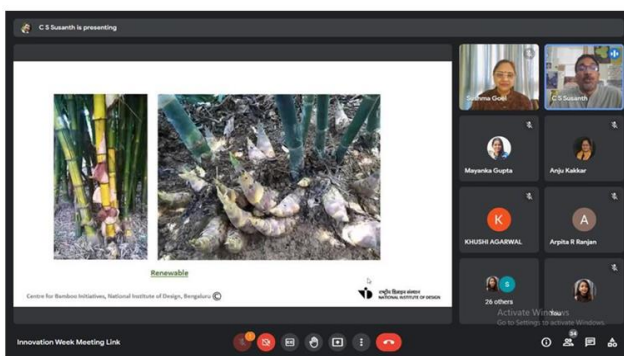 C S Susanth is presenting
Sushma Goel
C S Susanth
Mayanka Gupta
Anju Kakkar
K
A
KHUSHI AGARWAL
Arpita R Ranjan
Renewable
Centre for Bamboo Initiatives, National Institute of Design, Bengaluru ©
राष्ट्रीय डिज़ाइन संस्थान
NATIONAL INSTITUTE OF DESIGN
S
26 others
You
Activate Windows
Go to Settings to activate Windows.
Innovation Week Meeting Link
34